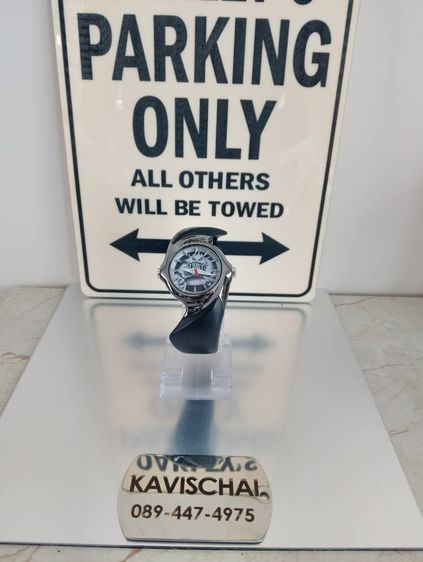 PARKING
ONLY
ALL OTHERS
WILL BE TOWED
KAVISCHAI
089-447-4975